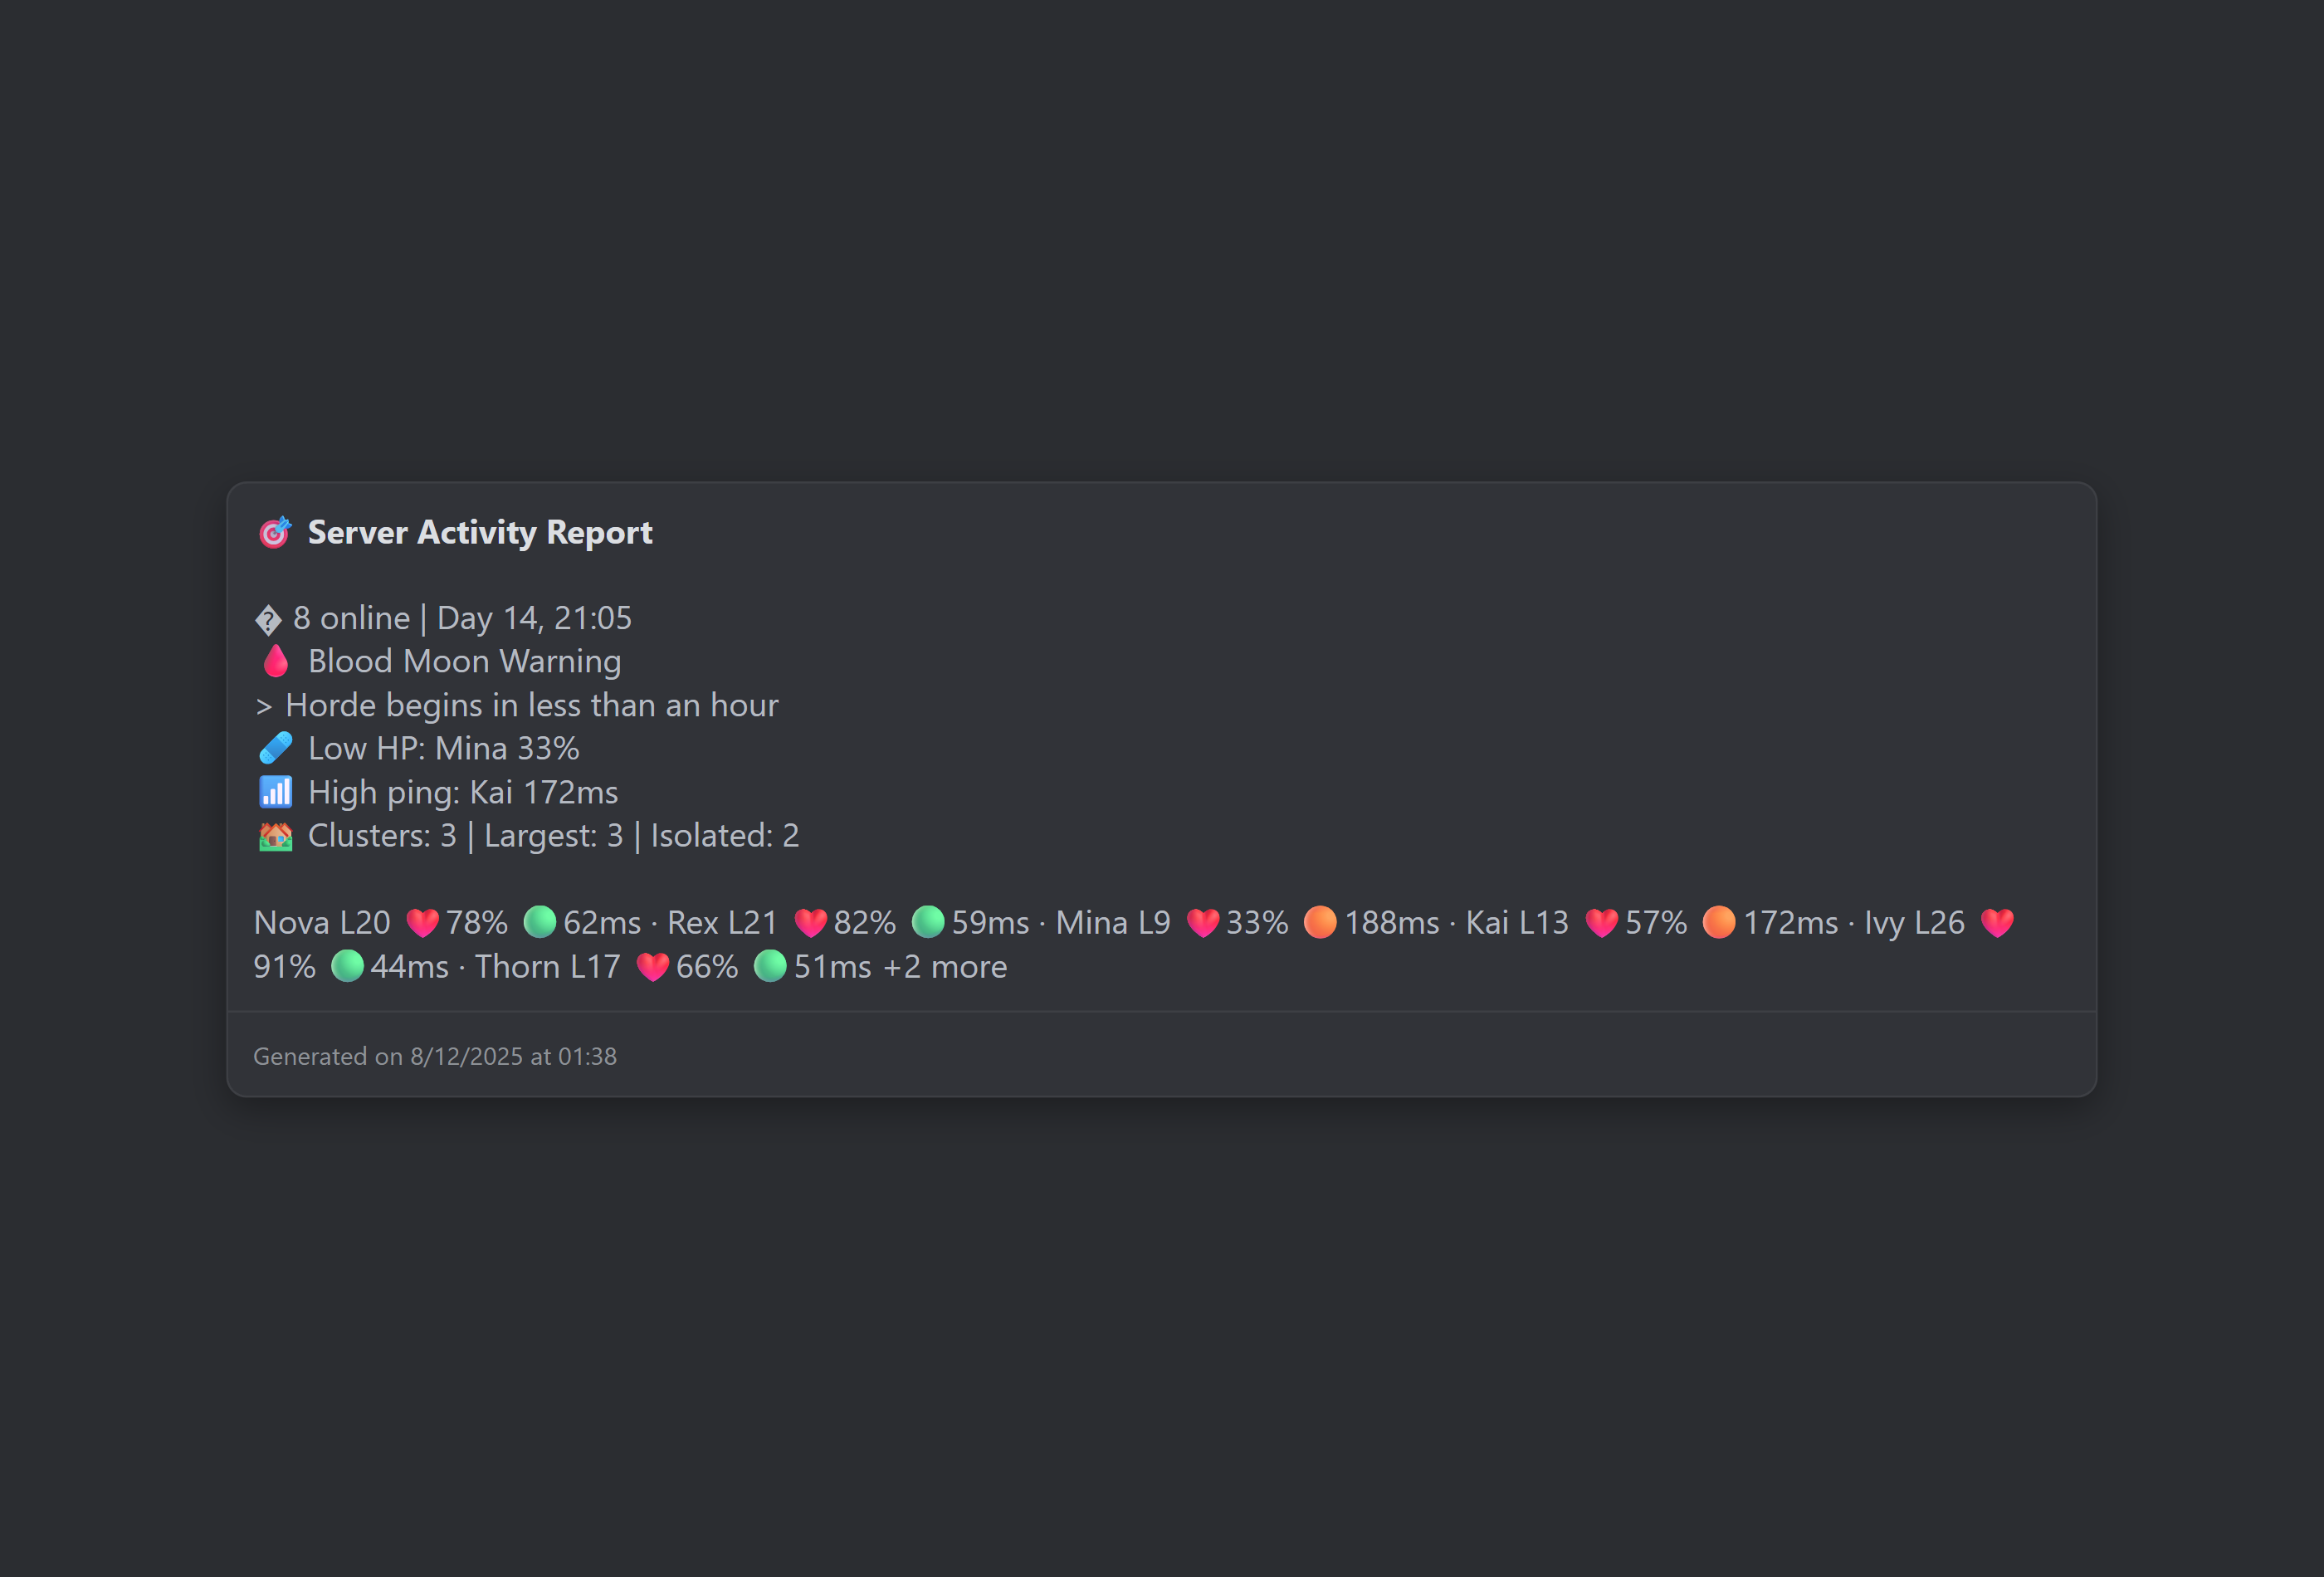 🎯 Server Activity Report
� 8 online | Day 14, 21:05
🩸 Blood Moon Warning
> Horde begins in less than an hour
🩹 Low HP: Mina 33%
📶 High ping: Kai 172ms
🏘️ Clusters: 3 | Largest: 3 | Isolated: 2
Nova L20 ❤️78% 🟢62ms · Rex L21 ❤️82% 🟢59ms · Mina L9 ❤️33% 🟠188ms · Kai L13 ❤️57% 🟠172ms · Ivy L26 ❤️
91% 🟢44ms · Thorn L17 ❤️66% 🟢51ms +2 more
Generated on 8/12/2025 at 01:38